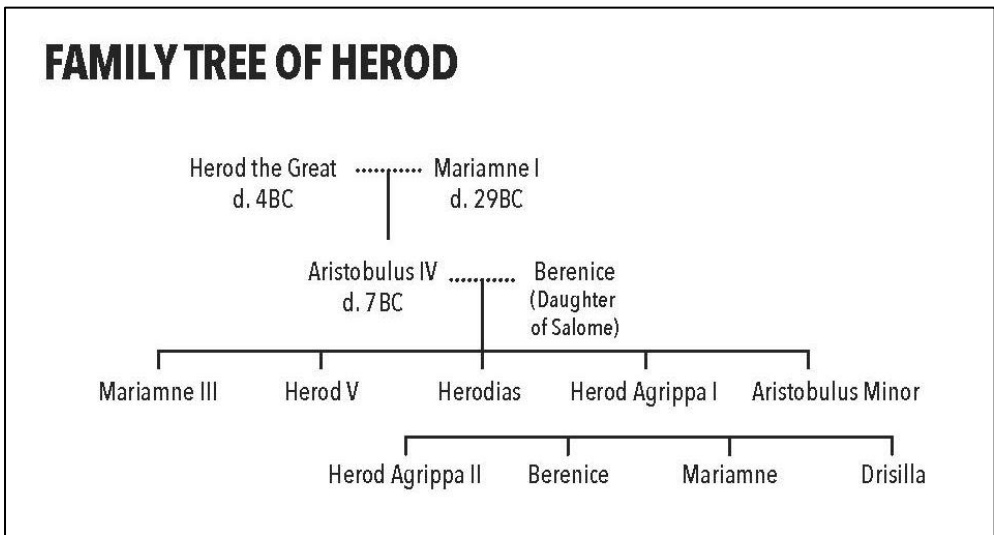 FAMILY TREE OF HEROD
Herod the Great
d. 4BC
Mariamne I
d. 29BC
Aristobulus IV
d. 7BC
Berenice
(Daughter
of Salome)
Mariamne III
Herod V
Herodias
Herod Agrippa I
Aristobulus Minor
Herod Agrippa II
Berenice
Mariamne
Drisilla